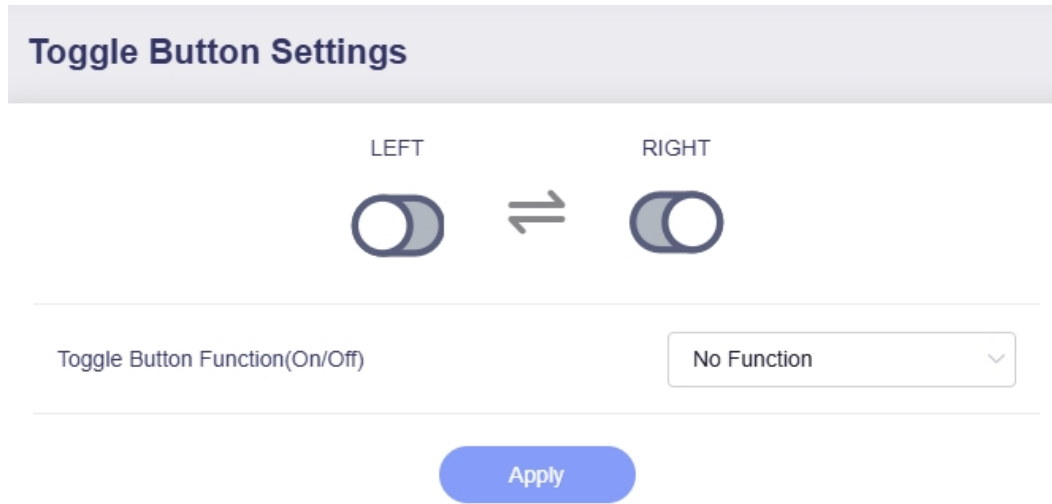 Toggle Button Settings
LEFT RIGHT
Toggle Button Function(On/Off) No Function
Apply